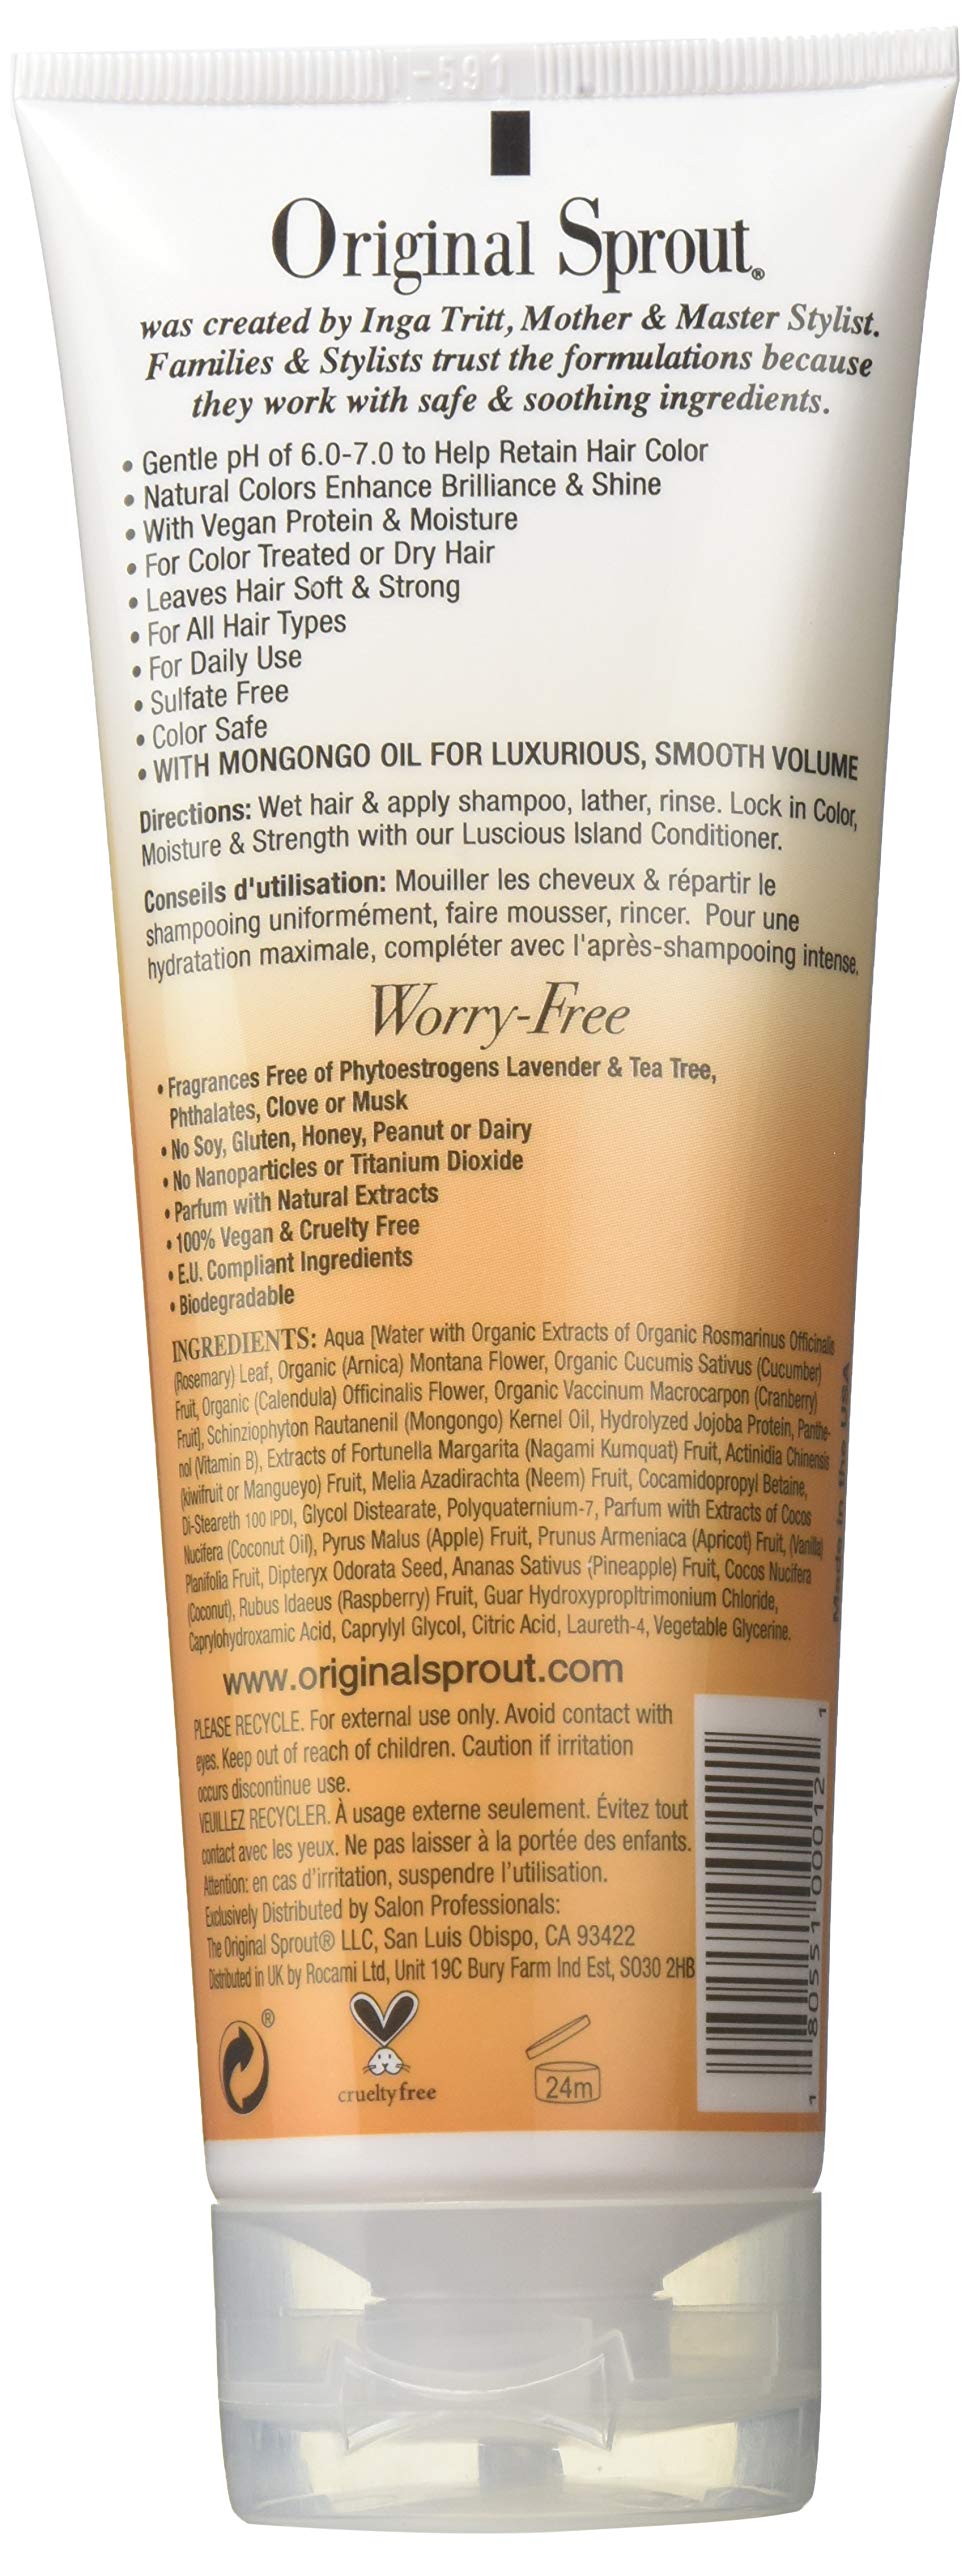 -591
Original Sprout®
was created by Inga Tritt, Mother & Master Stylist.
Families & Stylists trust the formulations because
they work with safe & soothing ingredients.
• Gentle pH of 6.0-7.0 to Help Retain Hair Color
• Natural Colors Enhance Brilliance & Shine
• With Vegan Protein & Moisture
• For Color Treated or Dry Hair
• Leaves Hair Soft & Strong
• For All Hair Types
• For Daily Use
• Sulfate Free
• Color Safe
• WITH MONGONGO OIL FOR LUXURIOUS, SMOOTH VOLUME
Directions: Wet hair & apply shampoo, lather, rinse. Lock in Color,
Moisture & Strength with our Luscious Island Conditioner.
Conseils d'utilisation: Mouiller les cheveux & répartir le
shampooing uniformément, faire mousser, rincer. Pour une
hydratation maximale, compléter avec l'après-shampooing intense.
Worry-Free
• Fragrances Free of Phytoestrogens Lavender & Tea Tree,
Phthalates, Clove or Musk
• No Soy, Gluten, Honey, Peanut or Dairy
• No Nanoparticles or Titanium Dioxide
• Parfum with Natural Extracts
• 100% Vegan & Cruelty Free
• E.U. Compliant Ingredients
• Biodegradable
INGREDIENTS: Aqua [Water with Organic Extracts of Organic Rosmarinus Officinalis
(Rosemary) Leaf, Organic (Arnica) Montana Flower, Organic Cucumis Sativus (Cucumber)
Fruit, Organic (Calendula) Officinalis Flower, Organic Vaccinum Macrocarpon (Cranberry)
Fruit], Schinziophyton Rautanenil (Mongongo) Kernel Oil, Hydrolyzed Jojoba Protein, Panthe-
nol (Vitamin B), Extracts of Fortunella Margarita (Nagami Kumquat) Fruit, Actinidia Chinensis
(kiwifruit or Mangueyo) Fruit, Melia Azadirachta (Neem) Fruit, Cocamidopropyl Betaine,
Di-Steareth 100 IPDI, Glycol Distearate, Polyquaternium-7, Parfum with Extracts of Cocos
Nucifera (Coconut Oil), Pyrus Malus (Apple) Fruit, Prunus Armeniaca (Apricot) Fruit, (Vanilla)
Planifolia Fruit, Dipteryx Odorata Seed, Ananas Sativus (Pineapple) Fruit, Cocos Nucifera
(Coconut), Rubus Idaeus (Raspberry) Fruit, Guar Hydroxypropltrimonium Chloride,
Caprylohydroxamic Acid, Caprylyl Glycol, Citric Acid, Laureth-4, Vegetable Glycerine.
Made in the USA
www.originalsprout.com
PLEASE RECYCLE. For external use only. Avoid contact with
eyes. Keep out of reach of children. Caution if irritation
occurs discontinue use.
VEUILLEZ RECYCLER. À usage externe seulement. Évitez tout
contact avec les yeux. Ne pas laisser à la portée des enfants.
Attention: en cas d'irritation, suspendre l'utilisation.
Exclusively Distributed by Salon Professionals:
The Original Sprout® LLC, San Luis Obispo, CA 93422
Distributed in UK by Rocami Ltd, Unit 19C Bury Farm Ind Est, S030 2HB
1 80551 00012 1
®
cruelty free
24m